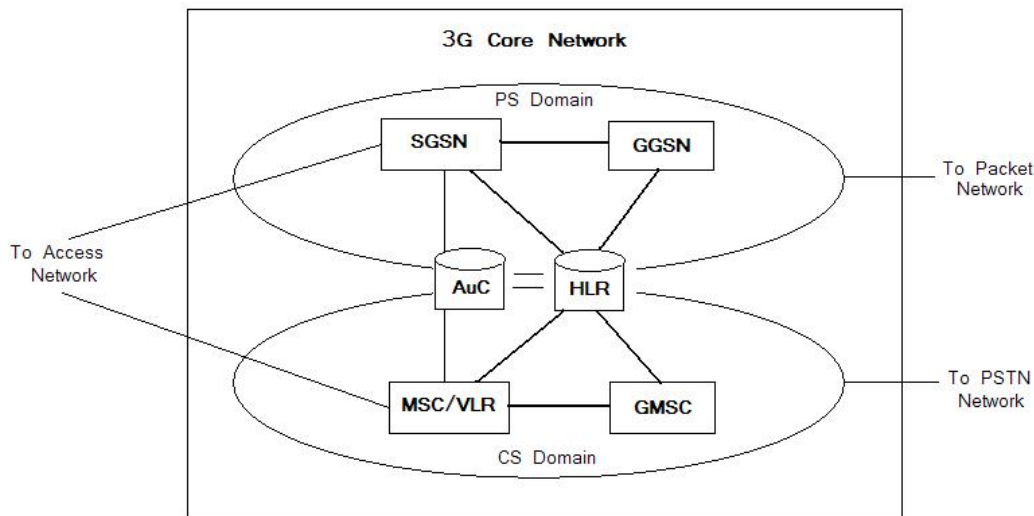 3G Core Network
PS Domain
SGSN
GGSN
To Packet
Network
To Access
Network
AuC
HLR
MSC/VLR
GMSC
To PSTN
Network
CS Domain